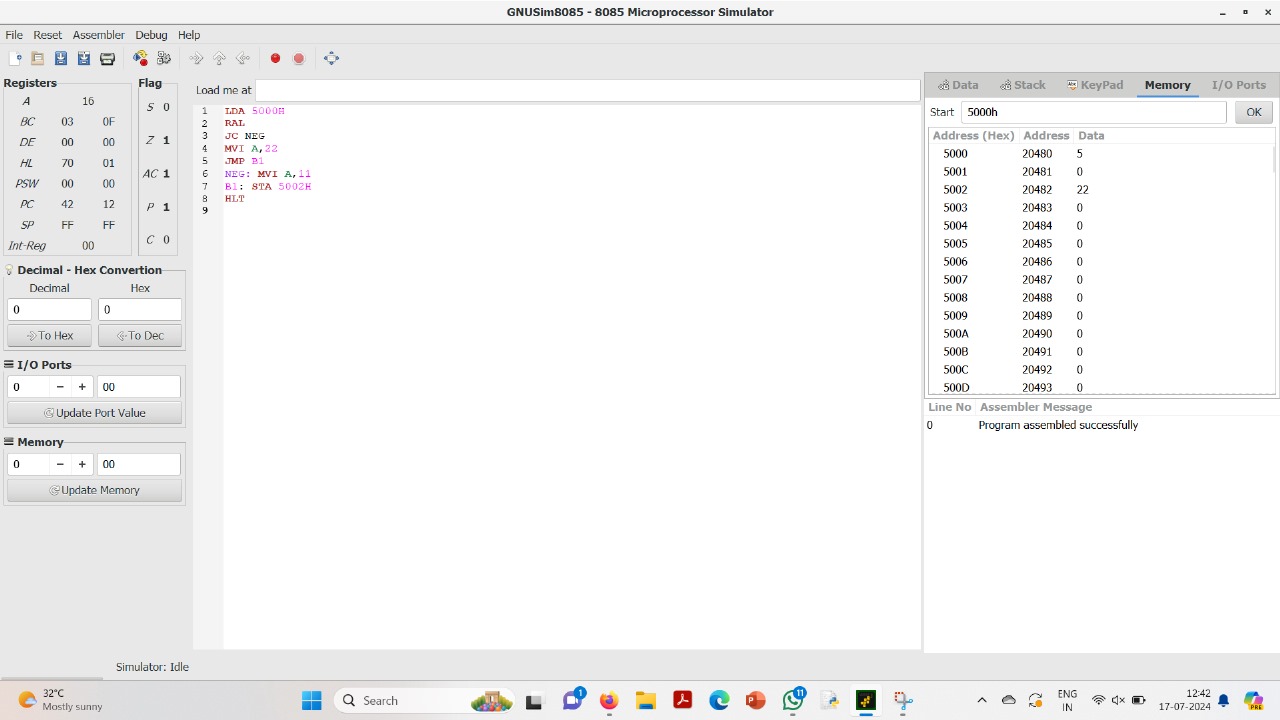 GNUSim8085 - 8085 Microprocessor Simulator
File Reset Assembler Debug Help
Registers
A 16
BC 03 0F
DE 00 00
HL 70 01
PSW 00 00
PC 42 12
SP FF FF
Int-Reg 00
Flag
S 0
Z 1
AC 1
P 1
C 0
Decimal - Hex Convertion
Decimal Hex
0 0
To Hex To Dec
I/O Ports
0 - + 00
Update Port Value
Memory
0 - + 00
Update Memory
Load me at
1 LDA 5000H
2 RAL
3 JC NEG
4 MVI A,22
5 JMP B1
6 NEG: MVI A,11
7 B1: STA 5002H
8 HLT
9
Data Stack KeyPad Memory I/O Ports
Start 5000h OK
Address (Hex) Address Data
5000 20480 5
5001 20481 0
5002 20482 22
5003 20483 0
5004 20484 0
5005 20485 0
5006 20486 0
5007 20487 0
5008 20488 0
5009 20489 0
500A 20490 0
500B 20491 0
500C 20492 0
500D 20493 0
Line No Assembler Message
0 Program assembled successfully
Simulator: Idle
32°C
Mostly sunny
Search
1
11
ENG
IN
12:42
17-07-2024
PRE